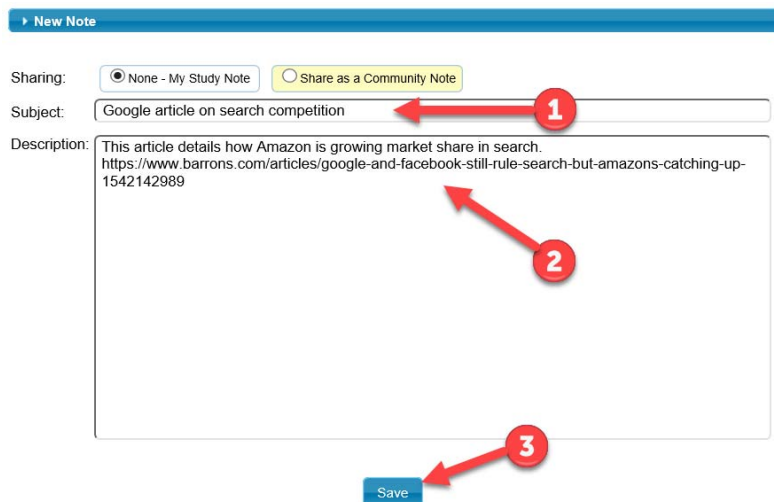 New Note
Sharing: None - My Study Note Share as a Community Note
Subject: Google article on search competition 1
Description: This article details how Amazon is growing market share in search.
https://www.barrons.com/articles/google-and-facebook-still-rule-search-but-amazons-catching-up-
1542142989
2
3
Save